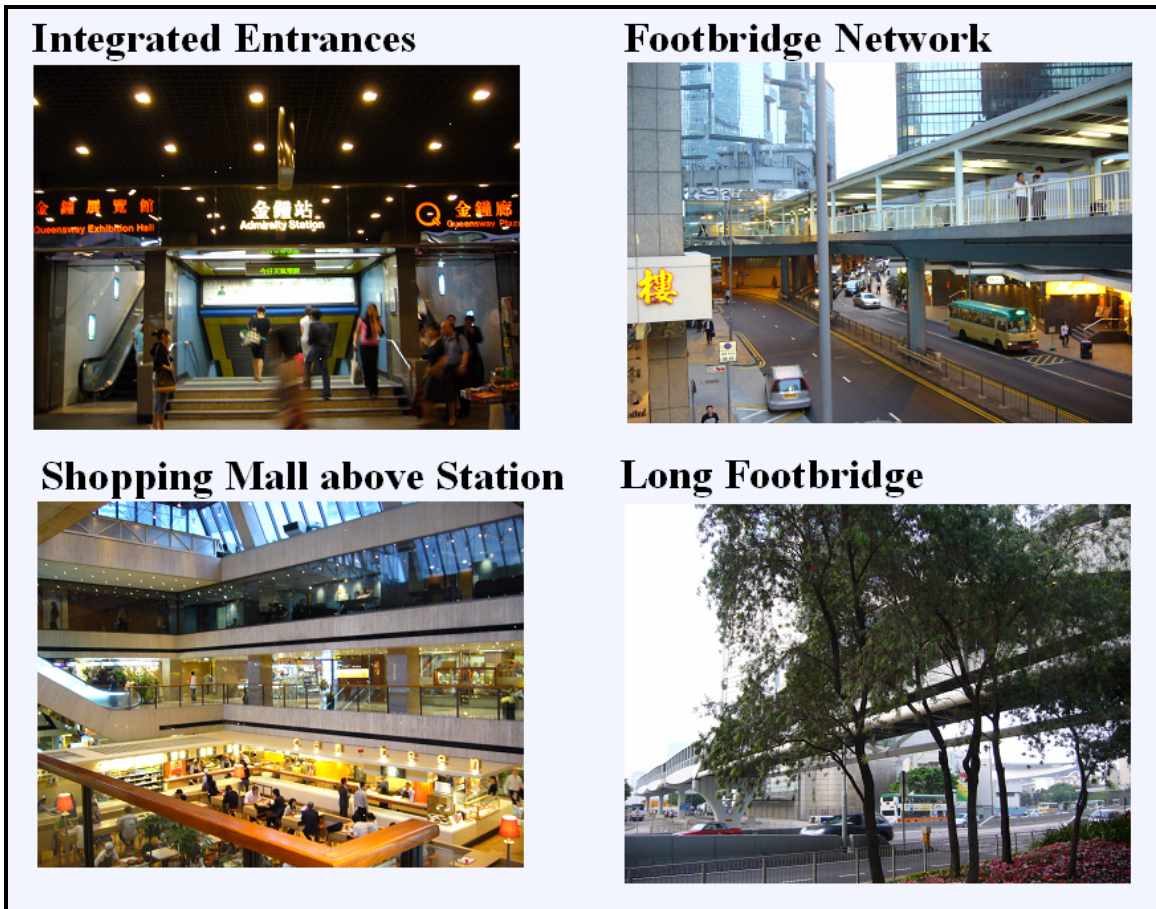 Integrated Entrances
金鐘展覽館
Queensway Exhibition Hall
金鐘站
Admiralty Station
金鐘廊
Queensway Plaza
Footbridge Network
樓
Shopping Mall above Station
Long Footbridge